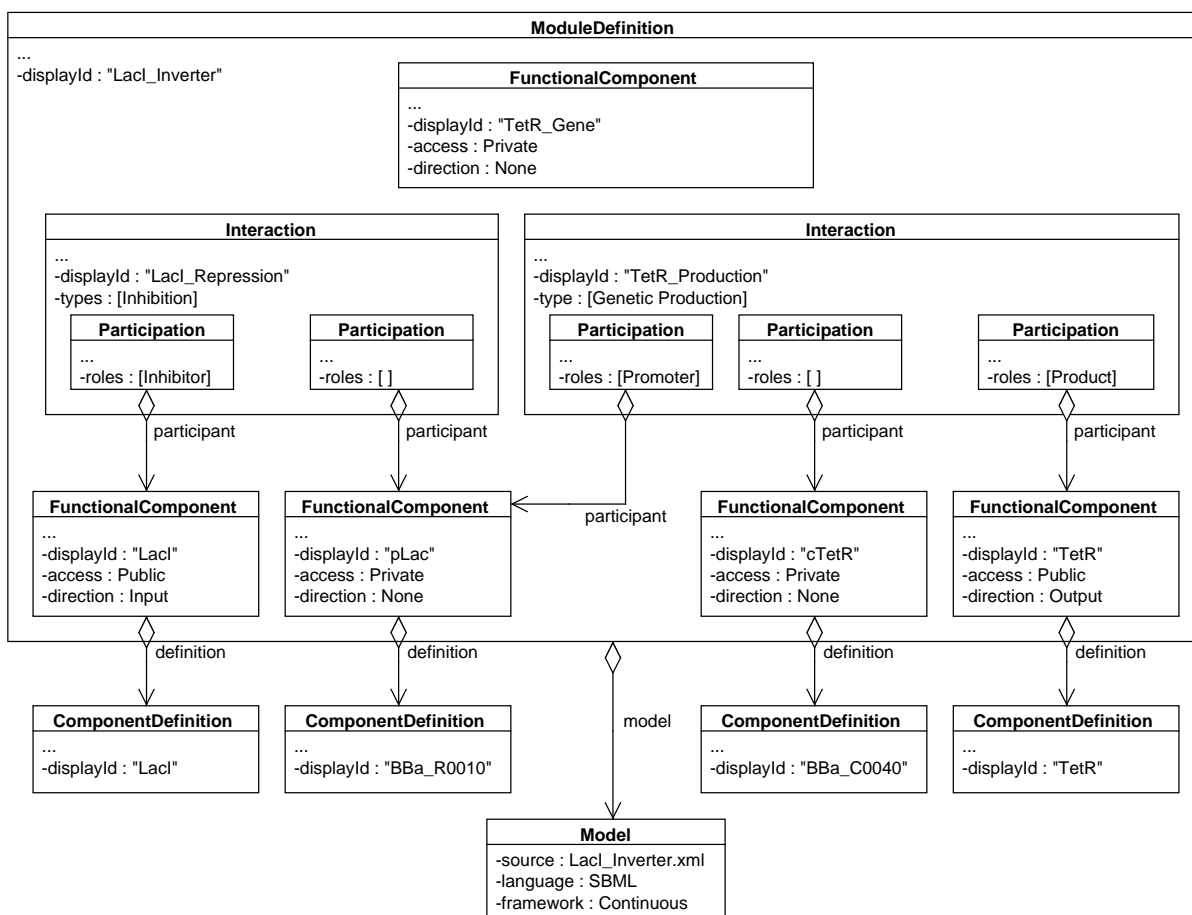 ModuleDefinition
...
-displayId : "LacI_Inverter"
FunctionalComponent
...
-displayId : "TetR_Gene"
-access : Private
-direction : None
Interaction
...
-displayId : "LacI_Repression"
-types : [Inhibition]
Participation
...
-roles : [Inhibitor]
Participation
...
-roles : [ ]
Interaction
...
-displayId : "TetR_Production"
-type : [Genetic Production]
Participation
...
-roles : [Promoter]
Participation
...
-roles : [ ]
Participation
...
-roles : [Product]
participant
participant
participant
participant
participant
FunctionalComponent
...
-displayId : "LacI"
-access : Public
-direction : Input
FunctionalComponent
...
-displayId : "pLac"
-access : Private
-direction : None
FunctionalComponent
...
-displayId : "cTetR"
-access : Private
-direction : None
FunctionalComponent
...
-displayId : "TetR"
-access : Public
-direction : Output
definition
definition
definition
definition
model
ComponentDefinition
...
-displayId : "LacI"
ComponentDefinition
...
-displayId : "BBa_R0010"
ComponentDefinition
...
-displayId : "BBa_C0040"
ComponentDefinition
...
-displayId : "TetR"
Model
-source : LacI_Inverter.xml
-language : SBML
-framework : Continuous